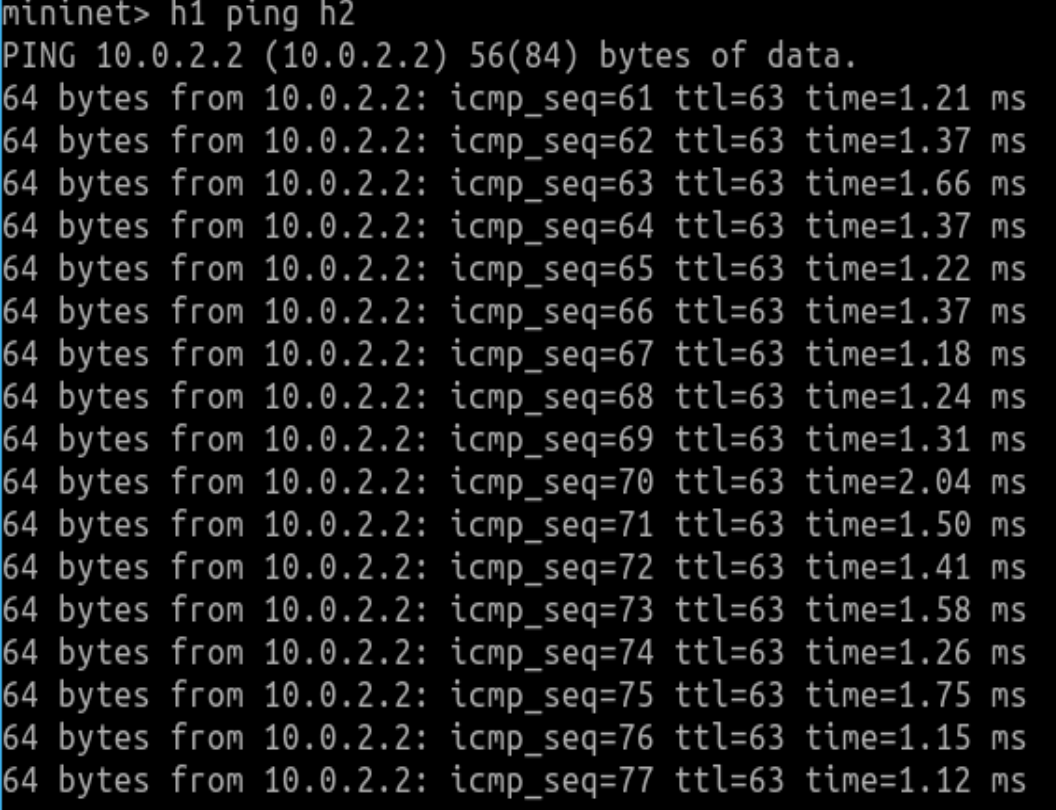 mininet> h1 ping h2
PING 10.0.2.2 (10.0.2.2) 56(84) bytes of data.
64 bytes from 10.0.2.2: icmp_seq=61 ttl=63 time=1.21 ms
64 bytes from 10.0.2.2: icmp_seq=62 ttl=63 time=1.37 ms
64 bytes from 10.0.2.2: icmp_seq=63 ttl=63 time=1.66 ms
64 bytes from 10.0.2.2: icmp_seq=64 ttl=63 time=1.37 ms
64 bytes from 10.0.2.2: icmp_seq=65 ttl=63 time=1.22 ms
64 bytes from 10.0.2.2: icmp_seq=66 ttl=63 time=1.37 ms
64 bytes from 10.0.2.2: icmp_seq=67 ttl=63 time=1.18 ms
64 bytes from 10.0.2.2: icmp_seq=68 ttl=63 time=1.24 ms
64 bytes from 10.0.2.2: icmp_seq=69 ttl=63 time=1.31 ms
64 bytes from 10.0.2.2: icmp_seq=70 ttl=63 time=2.04 ms
64 bytes from 10.0.2.2: icmp_seq=71 ttl=63 time=1.50 ms
64 bytes from 10.0.2.2: icmp_seq=72 ttl=63 time=1.41 ms
64 bytes from 10.0.2.2: icmp_seq=73 ttl=63 time=1.58 ms
64 bytes from 10.0.2.2: icmp_seq=74 ttl=63 time=1.26 ms
64 bytes from 10.0.2.2: icmp_seq=75 ttl=63 time=1.75 ms
64 bytes from 10.0.2.2: icmp_seq=76 ttl=63 time=1.15 ms
64 bytes from 10.0.2.2: icmp_seq=77 ttl=63 time=1.12 ms